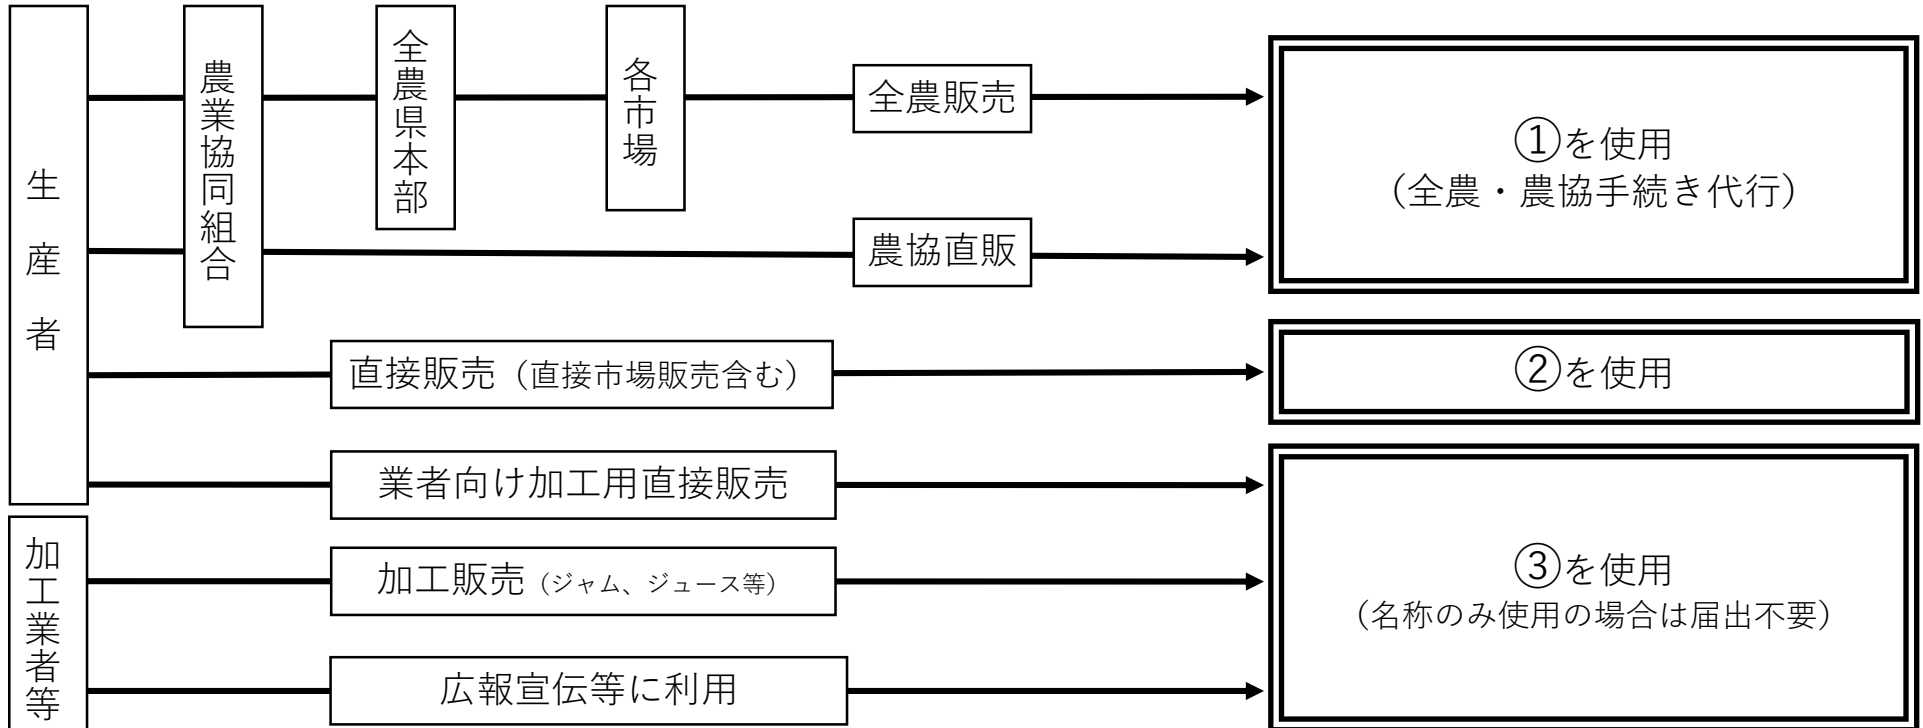 生産者
農業協同組合
全農県本部
各市場
全農販売
農協直販
①を使用
（全農・農協手続き代行）
直接販売（直接市場販売含む）
②を使用
業者向け加工用直接販売
加工業者等
加工販売（ジャム、ジュース等）
広報宣伝等に利用
③を使用
（名称のみ使用の場合は届出不要）